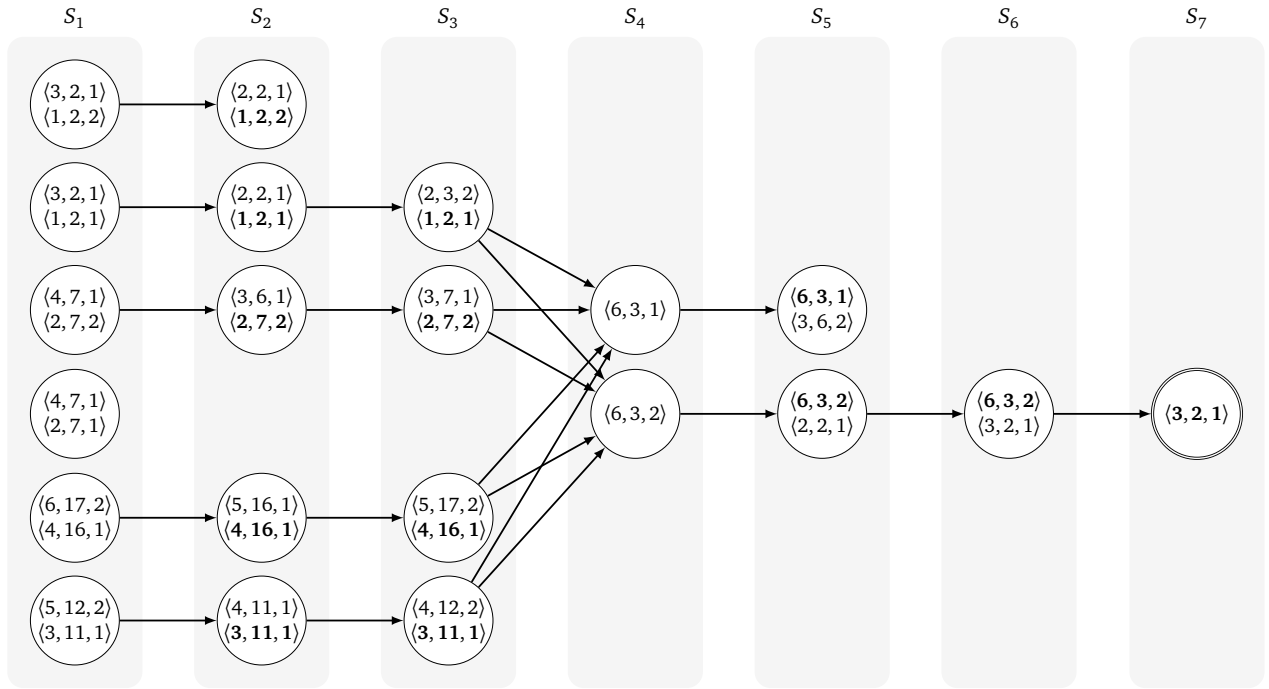 S1 S2 S3 S4 S5 S6 S7
⟨3, 2, 1⟩
⟨1, 2, 2⟩
⟨2, 2, 1⟩
⟨1, 2, 2⟩
⟨3, 2, 1⟩
⟨1, 2, 1⟩
⟨2, 2, 1⟩
⟨1, 2, 1⟩
⟨2, 3, 2⟩
⟨1, 2, 1⟩
⟨4, 7, 1⟩
⟨2, 7, 2⟩
⟨3, 6, 1⟩
⟨2, 7, 2⟩
⟨3, 7, 1⟩
⟨2, 7, 2⟩
⟨6, 3, 1⟩
⟨6, 3, 1⟩
⟨3, 6, 2⟩
⟨4, 7, 1⟩
⟨2, 7, 1⟩
⟨6, 3, 2⟩
⟨6, 3, 2⟩
⟨2, 2, 1⟩
⟨6, 3, 2⟩
⟨3, 2, 1⟩
⟨3, 2, 1⟩
⟨6, 17, 2⟩
⟨4, 16, 1⟩
⟨5, 16, 1⟩
⟨4, 16, 1⟩
⟨5, 17, 2⟩
⟨4, 16, 1⟩
⟨5, 12, 2⟩
⟨3, 11, 1⟩
⟨4, 11, 1⟩
⟨3, 11, 1⟩
⟨4, 12, 2⟩
⟨3, 11, 1⟩